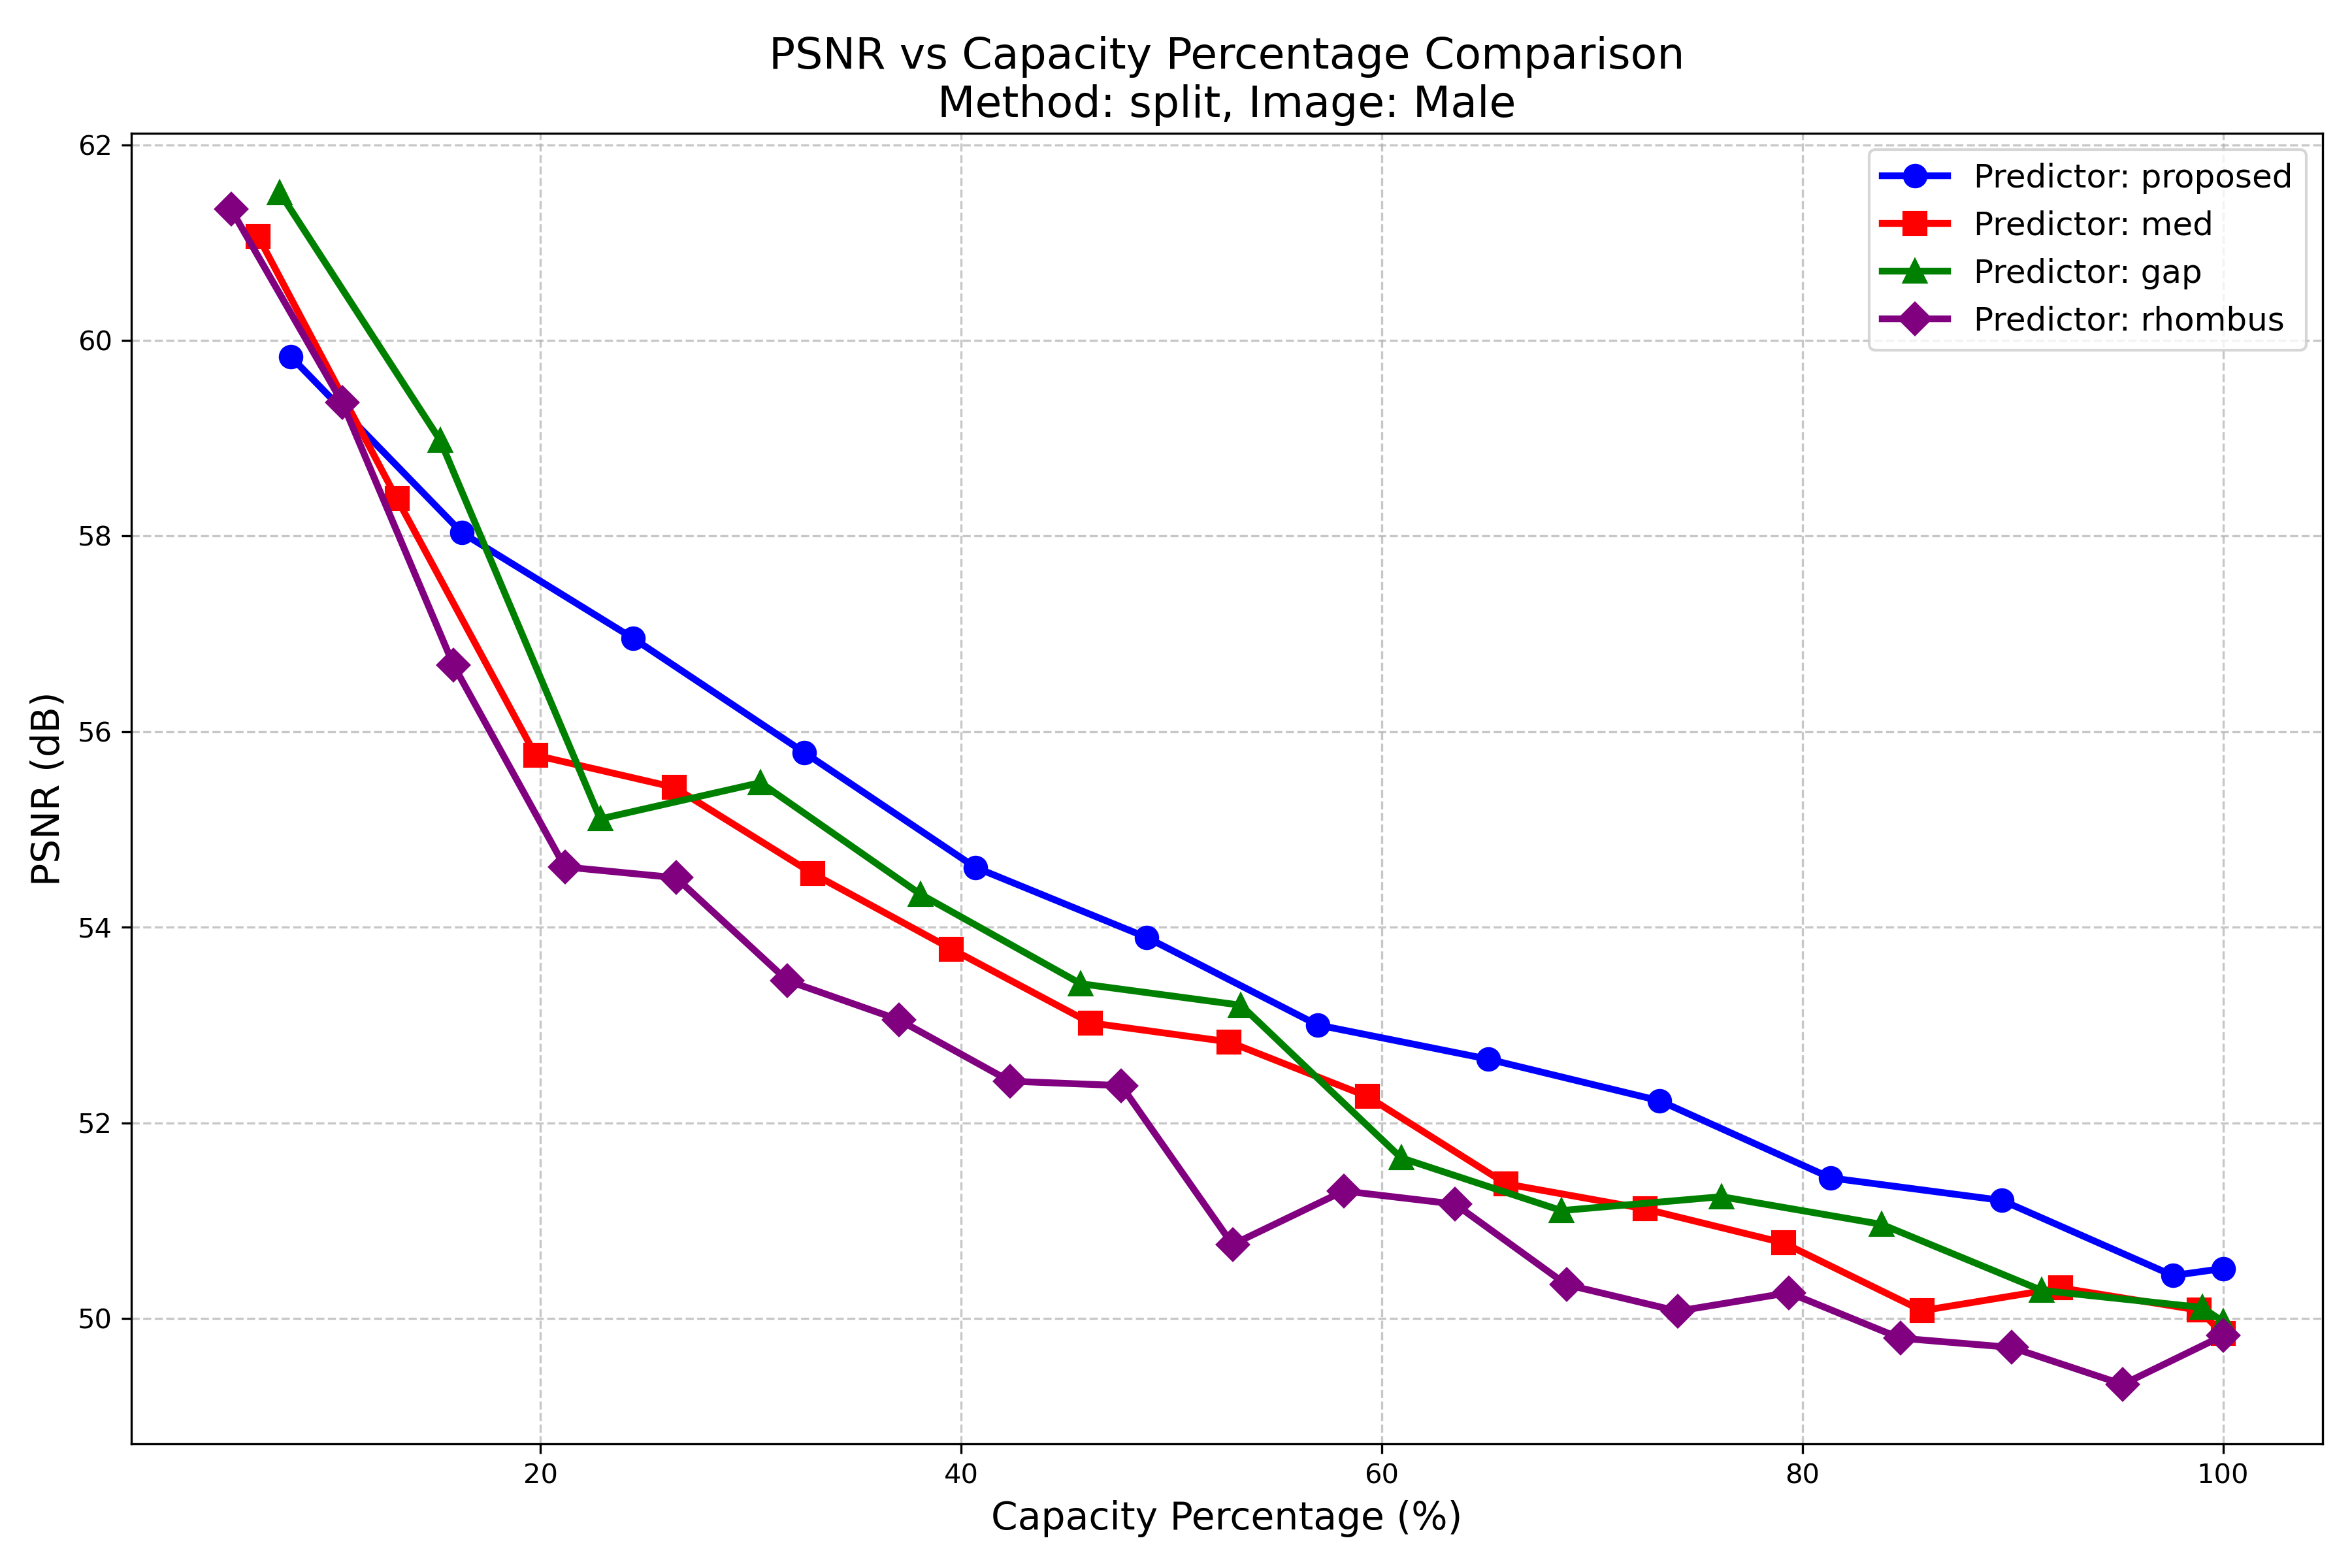 PSNR vs Capacity Percentage Comparison
Method: split, Image: Male
62
60
58
56
54
52
50
PSNR (dB)
20
40
60
80
100
Capacity Percentage (%)
Predictor: proposed
Predictor: med
Predictor: gap
Predictor: rhombus